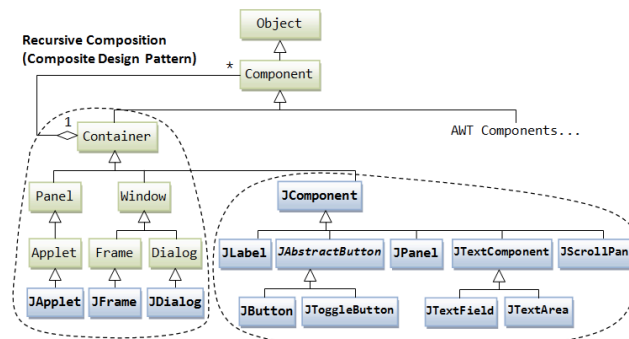 Object
Recursive Composition
(Composite Design Pattern)
*
Component
1
Container
AWT Components...
Panel
Window
JComponent
Applet
Frame
Dialog
JLabel
JAbstractButton
JPanel
JTextComponent
JScrollPan
JApplet
JFrame
JDialog
JButton
JToggleButton
JTextField
JTextArea